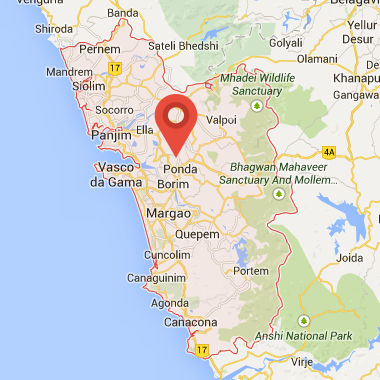 Vengurla
Banda
Belagavi
Shiroda
Sateli Bhedshi
Golyali
Yellur
Desur
Pernem
17
Olamani
Mandrem
Siolim
Mhadei Wildlife
Sanctuary
Khanapu
Gangawa
Socorro
Valpoi
Panjim
Ella
4A
Vasco
da Gama
Ponda
Borim
Bhagwan Mahaveer
Sanctuary And Mollem...
Margao
Quepem
Cuncolim
Joida
Canaguinim
Portem
Agonda
Canacona
Anshi National Park
17
Virje